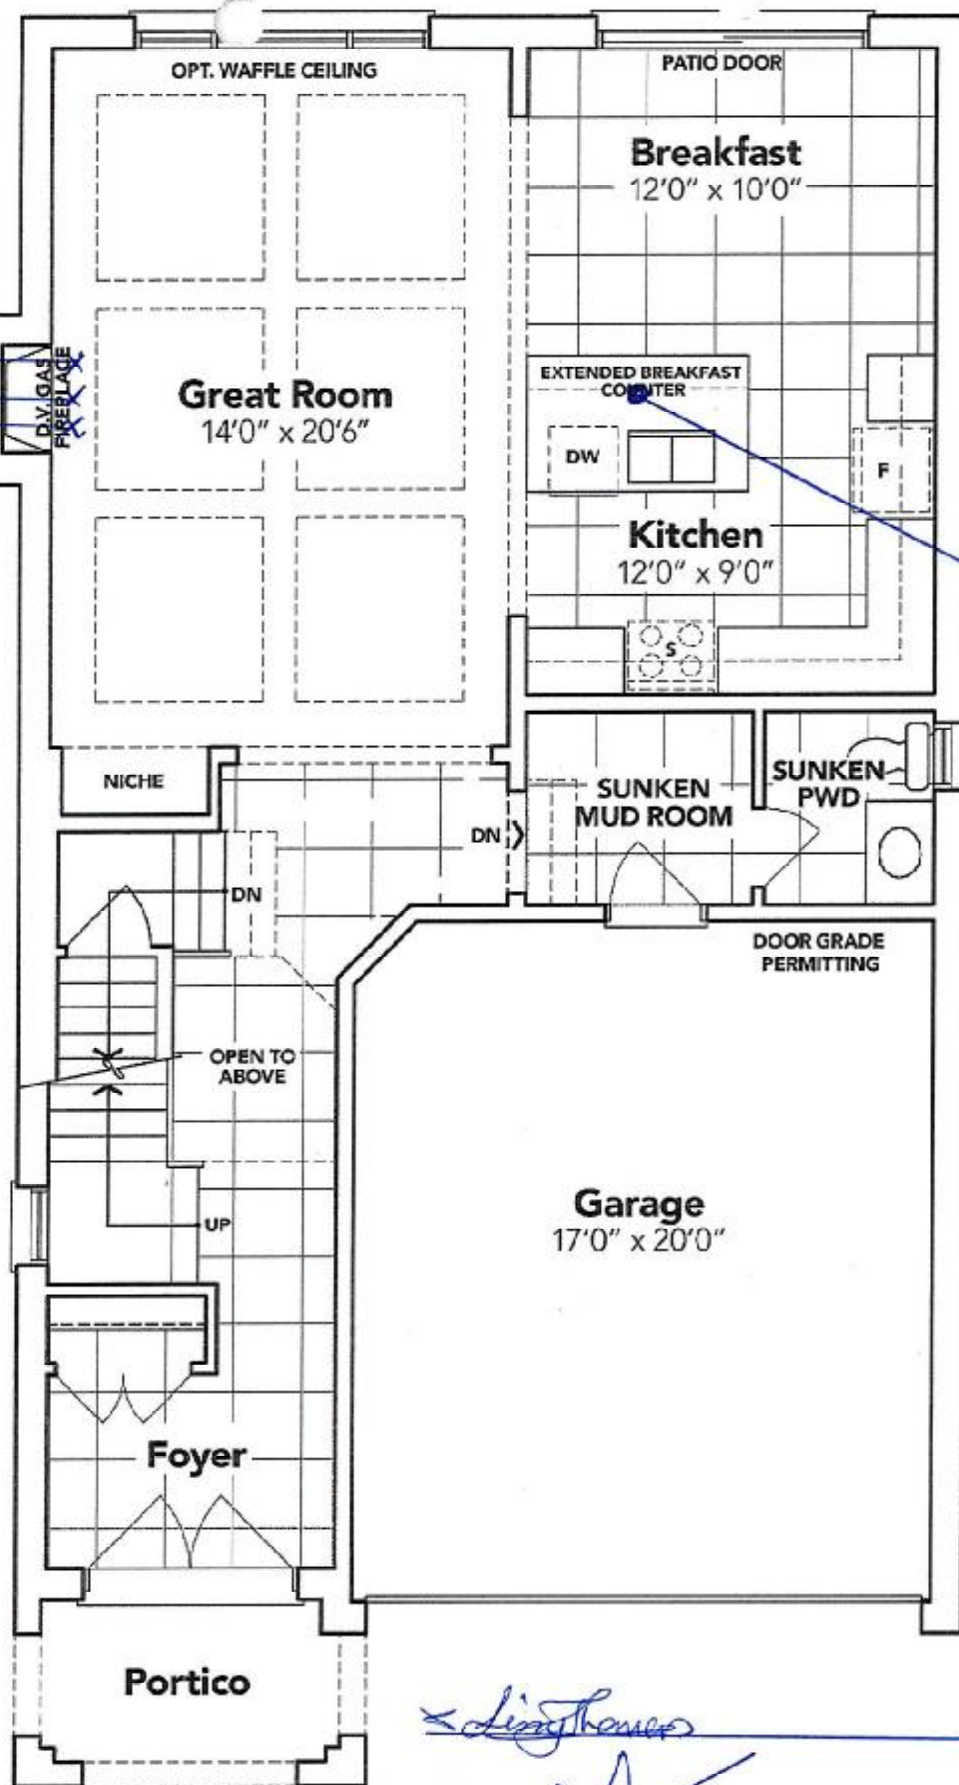 OPT. WAFFLE CEILING
PATIO DOOR
Breakfast
12'0" x 10'0"
D.V. GAS
FIREPLACE
Great Room
14'0" x 20'6"
EXTENDED BREAKFAST
COUNTER
DW
F
Kitchen
12'0" x 9'0"
S
NICHE
SUNKEN
MUD ROOM
SUNKEN
PWD
DN
DN
DOOR GRADE
PERMITTING
OPEN TO
ABOVE
UP
Garage
17'0" x 20'0"
Foyer
Portico